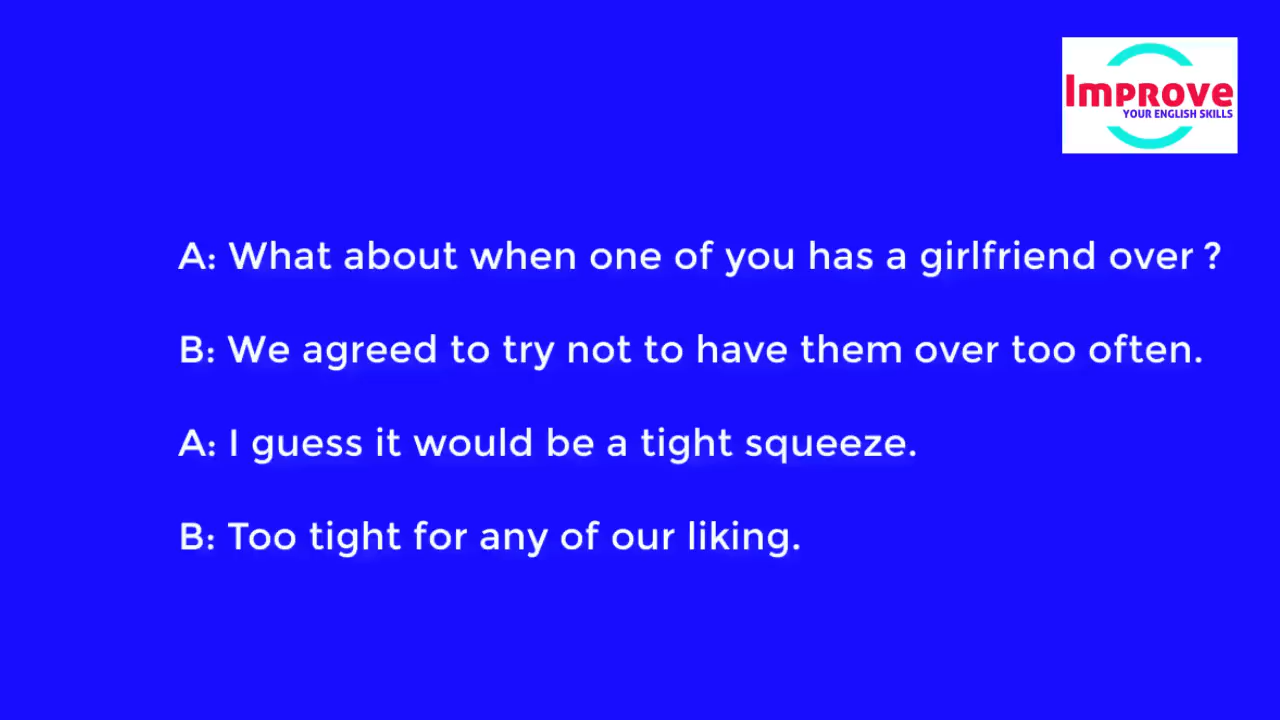 Improve
YOUR ENGLISH SKILLS
A: What about when one of you has a girlfriend over ?
B: We agreed to try not to have them over too often.
A: I guess it would be a tight squeeze.
B: Too tight for any of our liking.